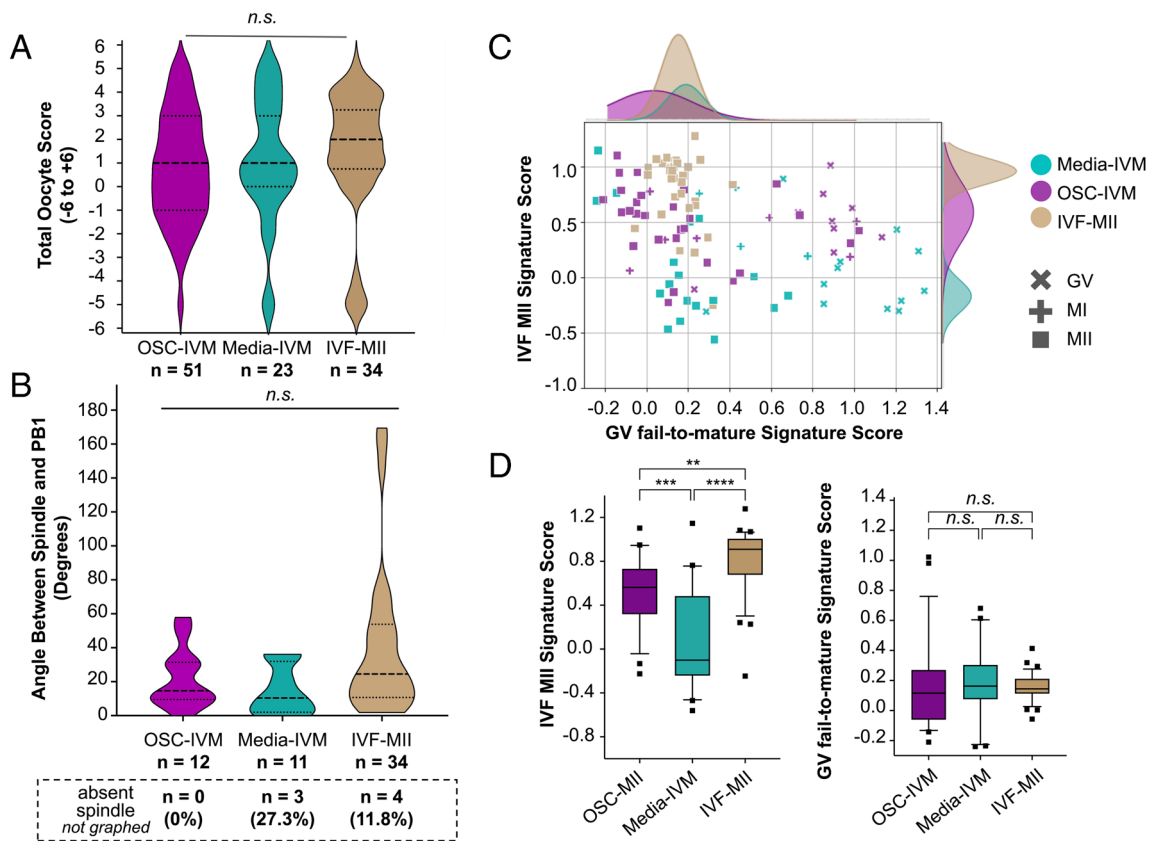 A
n.s.
Total Oocyte Score
(-6 to +6)
6
5
4
3
2
1
0
-1
-2
-3
-4
-5
-6
OSC-IVM
Media-IVM
IVF-MII
n = 51
n = 23
n = 34
B
n.s.
Angle Between Spindle and PB1
(Degrees)
180
160
140
120
100
80
60
40
20
0
OSC-IVM
Media-IVM
IVF-MII
n = 12
n = 11
n = 34
absent
spindle
not graphed
n = 0
(0%)
n = 3
(27.3%)
n = 4
(11.8%)
C
IVF MII Signature Score
1.0
0.5
0.0
-0.5
-1.0
-0.2 0.0 0.2 0.4 0.6 0.8 1.0 1.2 1.4
GV fail-to-mature Signature Score
Media-IVM
OSC-IVM
IVF-MII
GV
MI
MII
D
**
*** ****
IVF MII Signature Score
1.2
0.8
0.4
0.0
-0.4
-0.8
OSC-MII
Media-IVM
IVF-MII
n.s.
n.s. n.s.
GV fail-to-mature Signature Score
1.4
1.2
1.0
0.8
0.6
0.4
0.2
0.0
-0.2
OSC-IVM
Media-IVM
IVF-MII